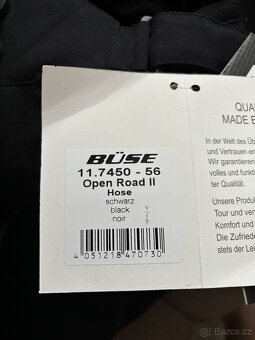 BÜSE
11.7450 - 56
Open Road II
Hose
schwarz
black
noir
4 051218 470730
QUA
MADE B
In der Welt des Üb
und Vertrauen er
Wir garantieren
volles und funkti
ter Qualität.
Unsere Produk
Tour und ver
Komfort und
Die Zufriede
stets der Lei
Bazos.cz